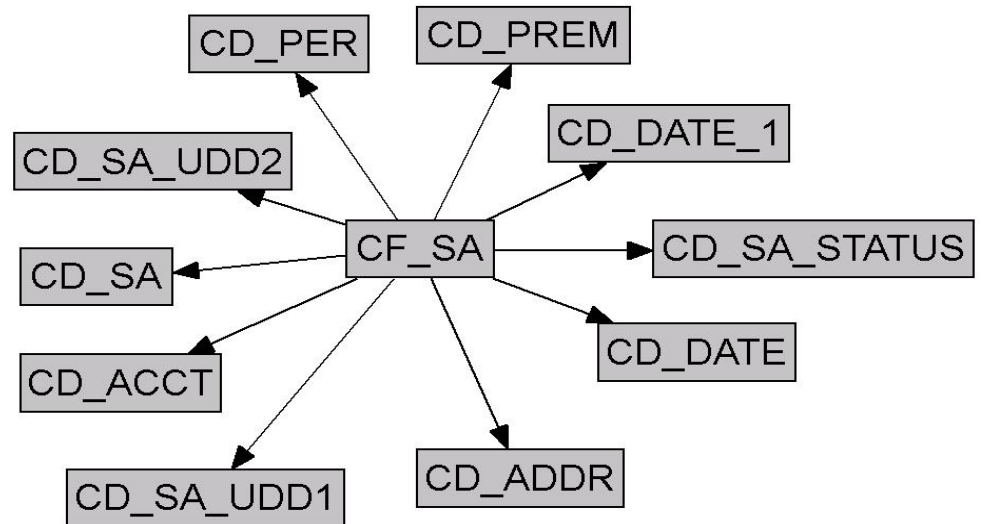 CD_PER
CD_PREM
CD_DATE_1
CD_SA_UDD2
CF_SA
CD_SA_STATUS
CD_SA
CD_DATE
CD_ACCT
CD_ADDR
CD_SA_UDD1